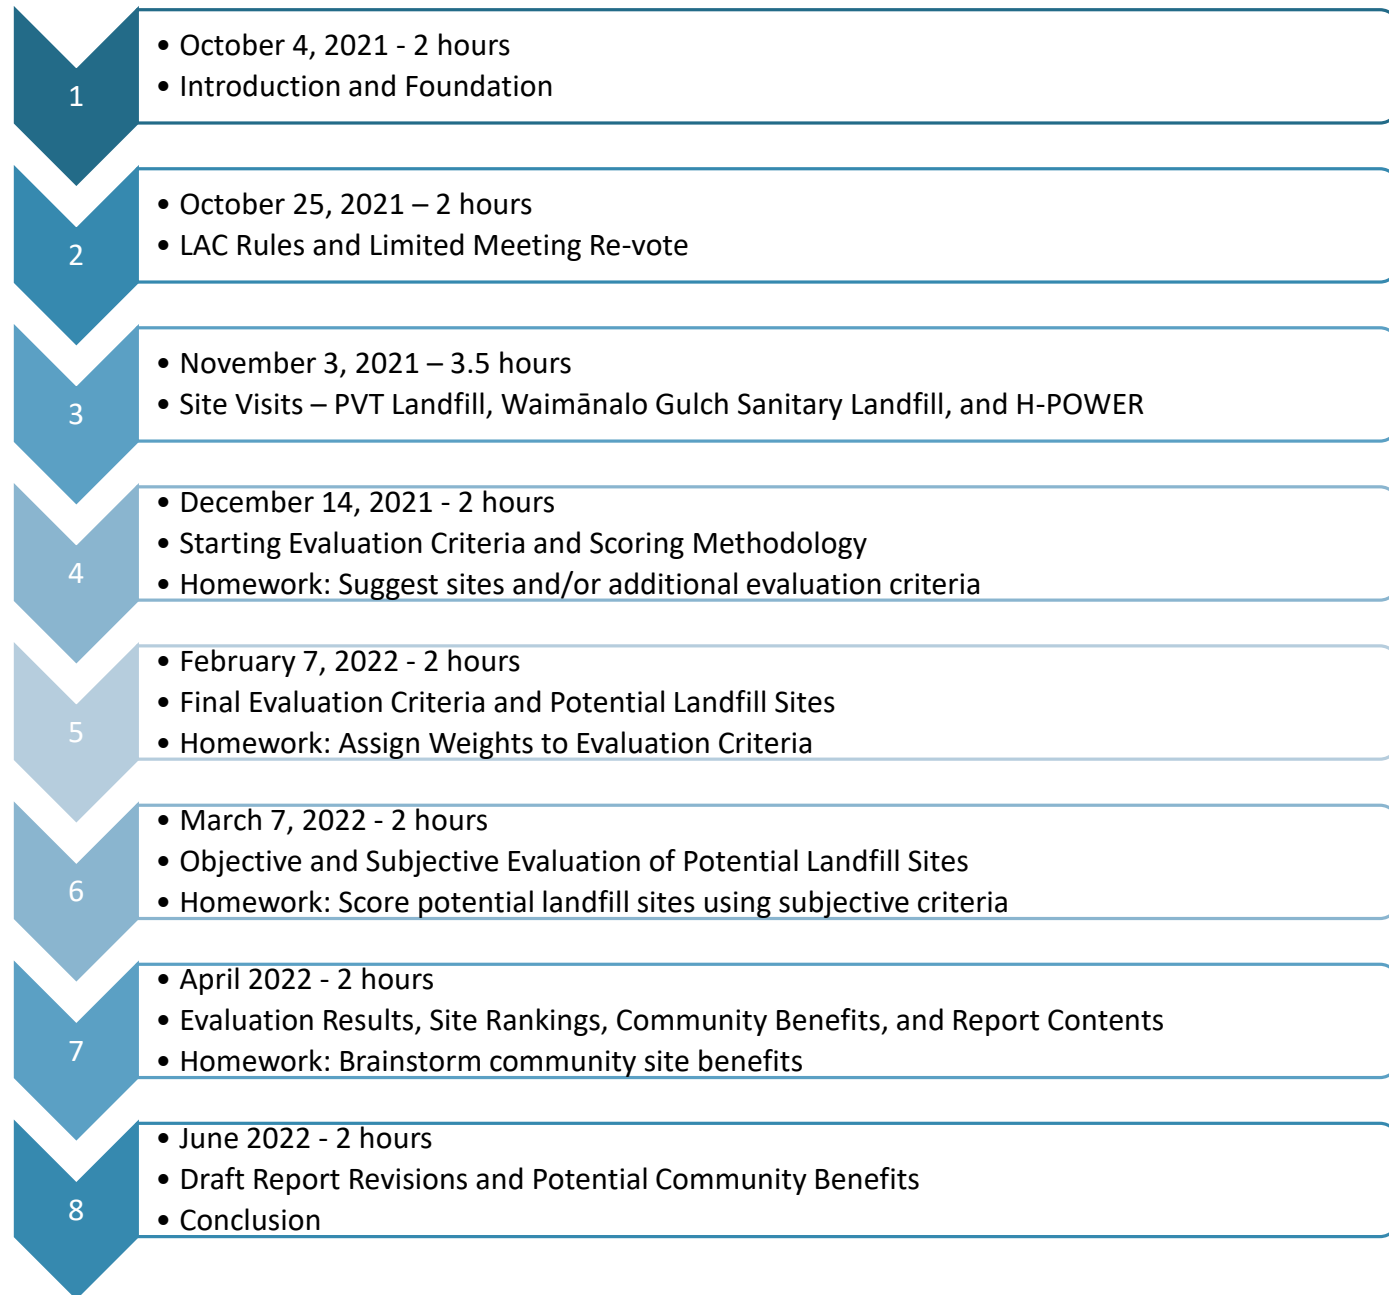 1
• October 4, 2021 - 2 hours
• Introduction and Foundation
2
• October 25, 2021 – 2 hours
• LAC Rules and Limited Meeting Re-vote
3
• November 3, 2021 – 3.5 hours
• Site Visits – PVT Landfill, Waimānalo Gulch Sanitary Landfill, and H-POWER
4
• December 14, 2021 - 2 hours
• Starting Evaluation Criteria and Scoring Methodology
• Homework: Suggest sites and/or additional evaluation criteria
5
• February 7, 2022 - 2 hours
• Final Evaluation Criteria and Potential Landfill Sites
• Homework: Assign Weights to Evaluation Criteria
6
• March 7, 2022 - 2 hours
• Objective and Subjective Evaluation of Potential Landfill Sites
• Homework: Score potential landfill sites using subjective criteria
7
• April 2022 - 2 hours
• Evaluation Results, Site Rankings, Community Benefits, and Report Contents
• Homework: Brainstorm community site benefits
8
• June 2022 - 2 hours
• Draft Report Revisions and Potential Community Benefits
• Conclusion